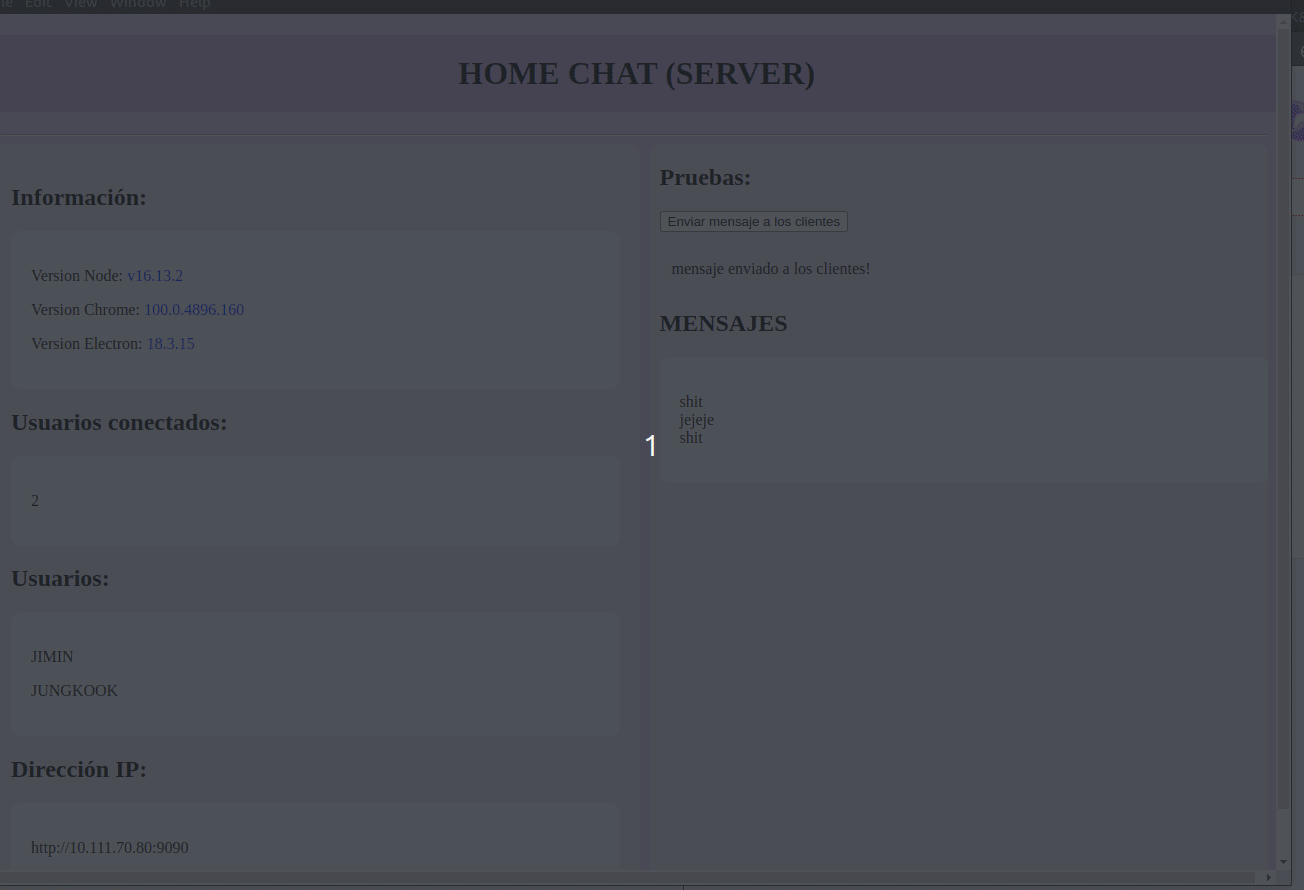 Edit View Window Help
HOME CHAT (SERVER)
Información:
Version Node: v16.13.2
Version Chrome: 100.0.4896.160
Version Electron: 18.3.15
Usuarios conectados:
2
Usuarios:
JIMIN
JUNGKOOK
Dirección IP:
http://10.111.70.80:9090
1
Pruebas:
Enviar mensaje a los clientes
mensaje enviado a los clientes!
MENSAJES
shit
jejeje
shit